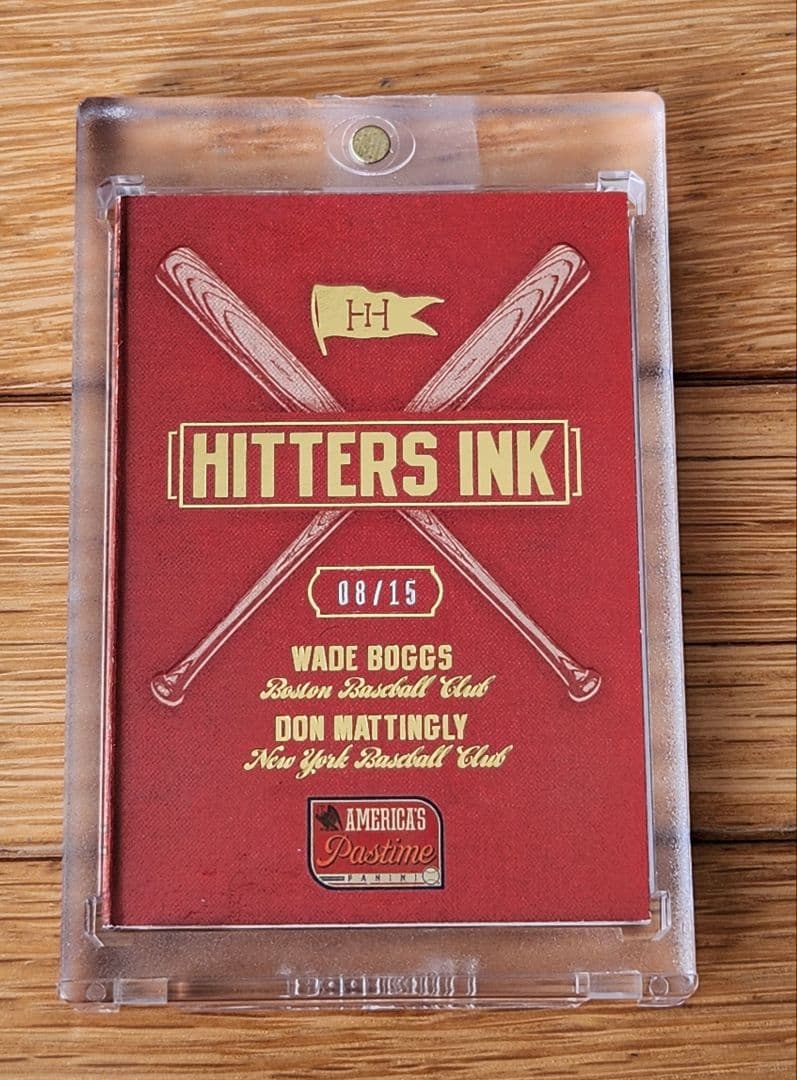 HH
HITTERS INK
08/15
WADE BOGGS
Boston Baseball Club
DON MATTINGLY
New York Baseball Club
AMERICA'S
Pastime
PANINI